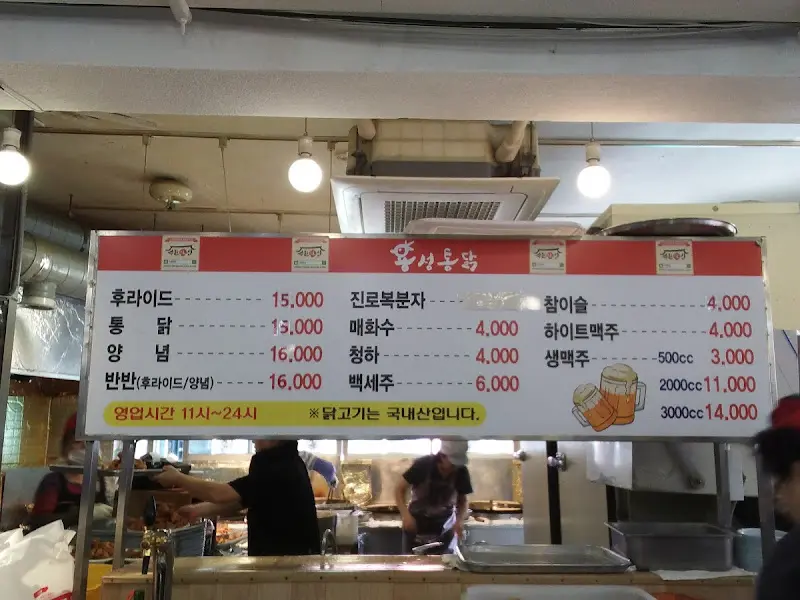 용성통닭
후라이드 15,000
통 닭 15,000
양 념 16,000
반반(후라이드/양념) 16,000
진로복분자
매화수 4,000
청하 4,000
백세주 6,000
참이슬 4,000
하이트맥주 4,000
생맥주 500cc 3,000
2000cc 11,000
3000cc 14,000
영업시간 11시~24시 ※ 닭고기는 국내산입니다.